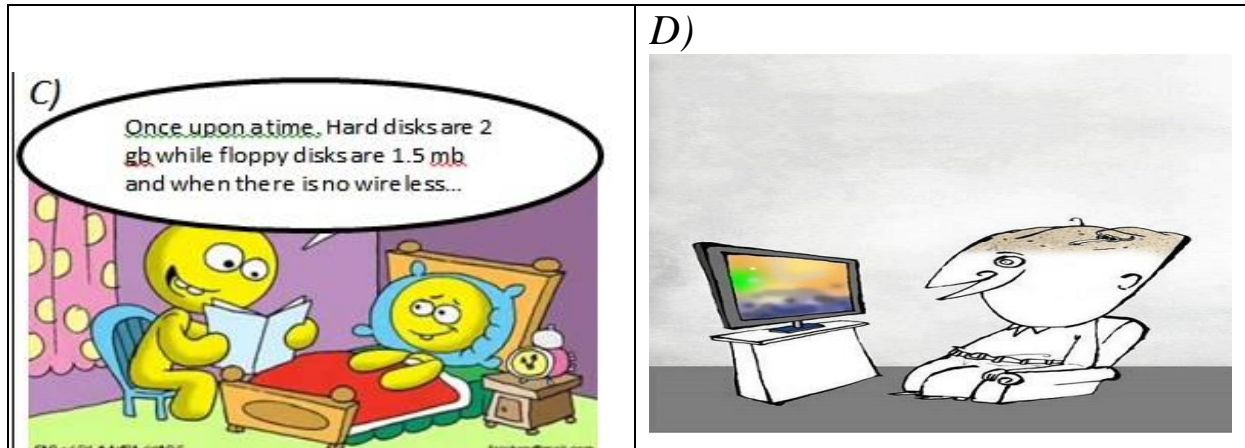 C)
Once upon a time. Hard disks are 2
gb while floppy disks are 1.5 mb
and when there is no wireless...
D)